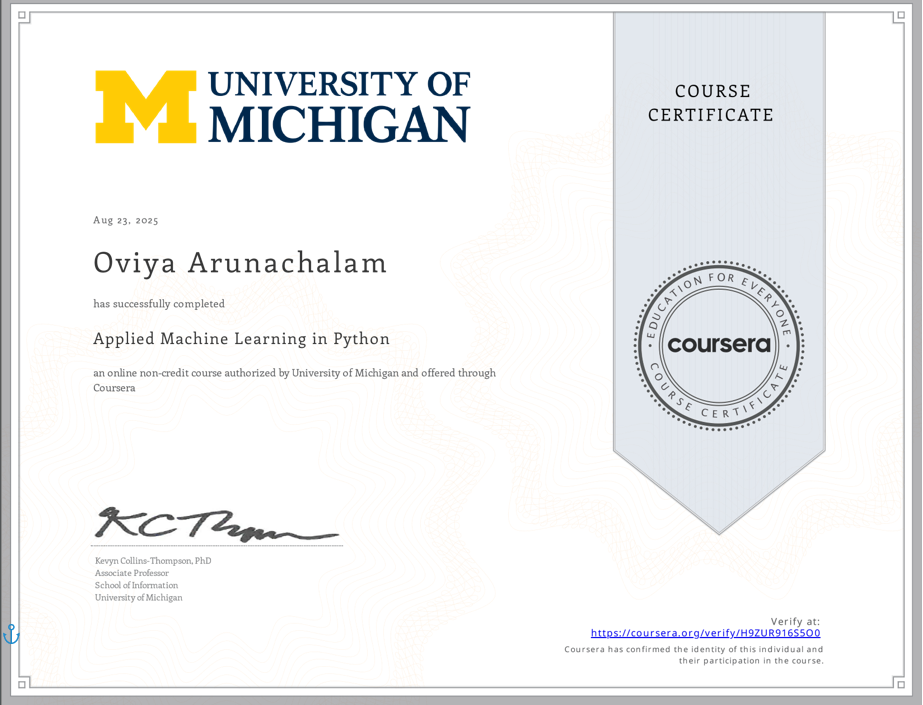 UNIVERSITY OF
MICHIGAN
COURSE
CERTIFICATE
Aug 23, 2025
Oviya Arunachalam
has successfully completed
Applied Machine Learning in Python
an online non-credit course authorized by University of Michigan and offered through
Coursera
EDUCATION FOR EVERYONE
coursera
COURSE CERTIFICATE
Kevyn Collins-Thompson, PhD
Associate Professor
School of Information
University of Michigan
Verify at:
https://coursera.org/verify/H9ZUR916S5O0
Coursera has confirmed the identity of this individual and
their participation in the course.